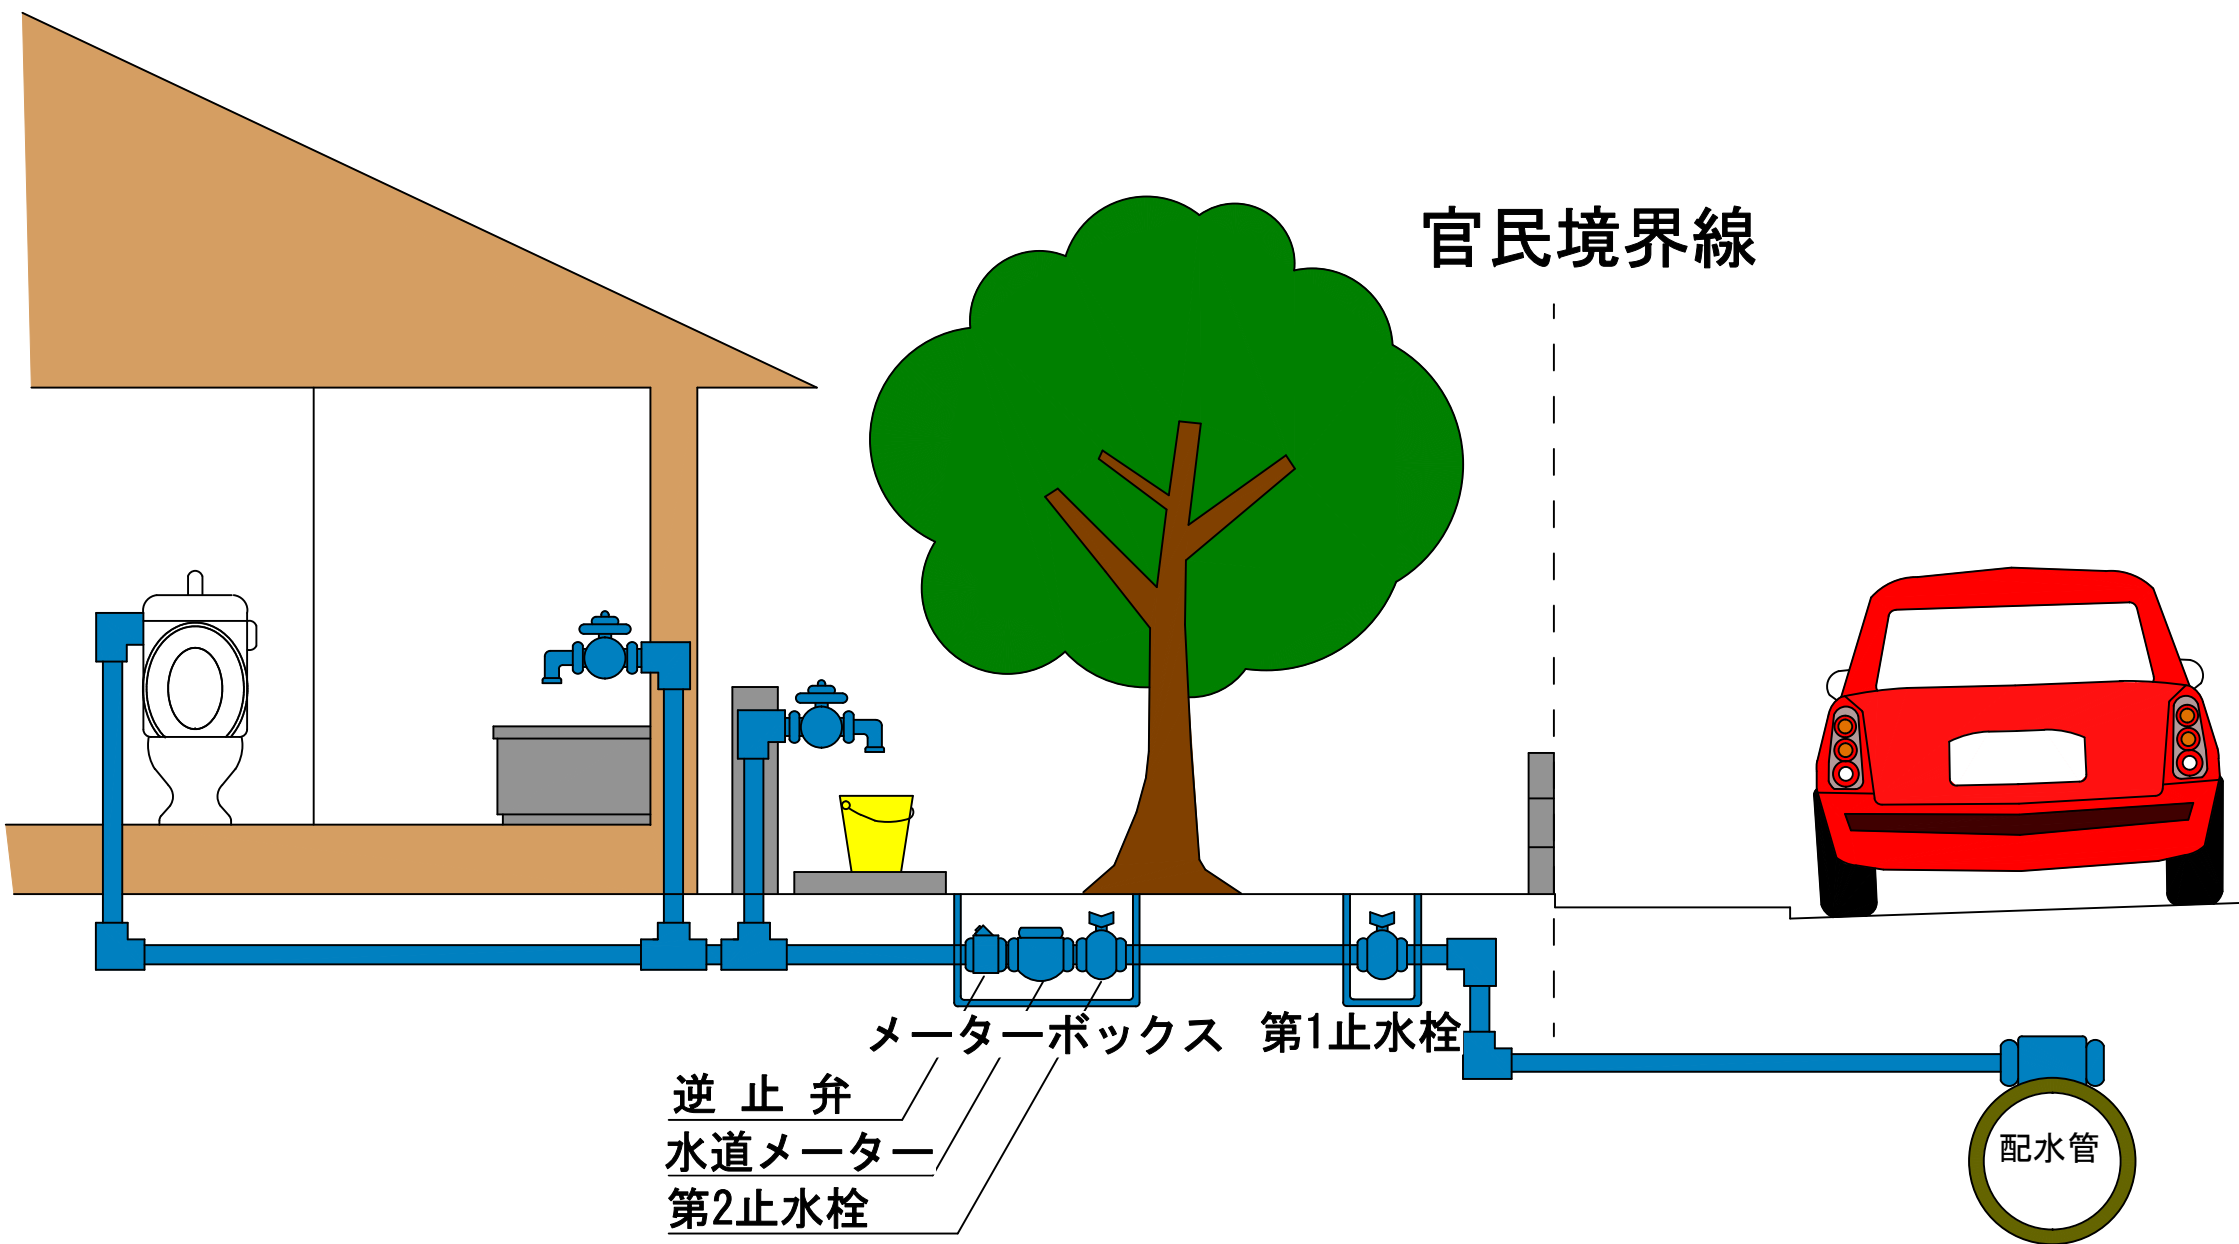 官民境界線
メーターボックス
第1止水栓
逆止弁
水道メーター
第2止水栓
配水管